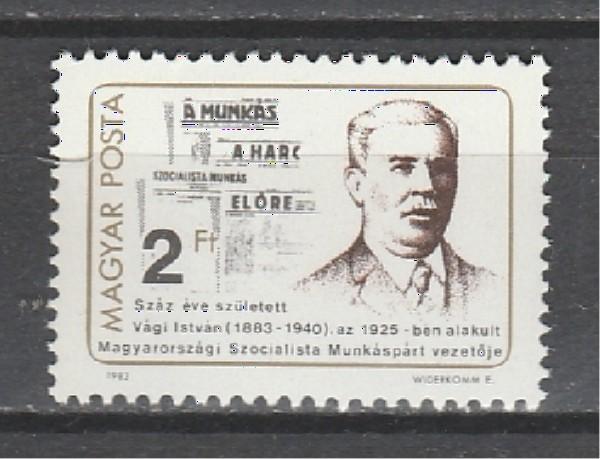 MAGYAR POSTA
A MUNKÁS
A HARC
SZOCIALISTA MUNKÁS
ELŐRE
2 Ft
Száz éve született
Vági István (1883-1940), az 1925-ben alakult
Magyarországi Szocialista Munkáspárt vezetője
1983
WIDERKOMM E.